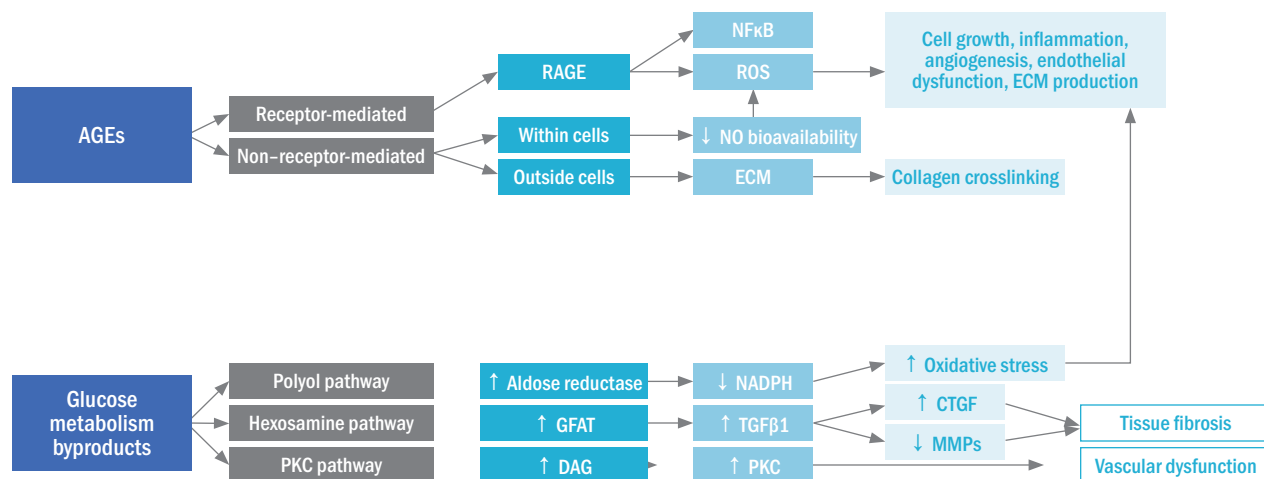 AGEs
Receptor-mediated
Non–receptor-mediated
RAGE
Within cells
Outside cells
NFκB
ROS
↓ NO bioavailability
ECM
Cell growth, inflammation,
angiogenesis, endothelial
dysfunction, ECM production
Collagen crosslinking
Glucose
metabolism
byproducts
Polyol pathway
Hexosamine pathway
PKC pathway
↑ Aldose reductase
↑ GFAT
↑ DAG
↓ NADPH
↑ TGFβ1
↑ PKC
↑ Oxidative stress
↑ CTGF
↓ MMPs
Tissue fibrosis
Vascular dysfunction